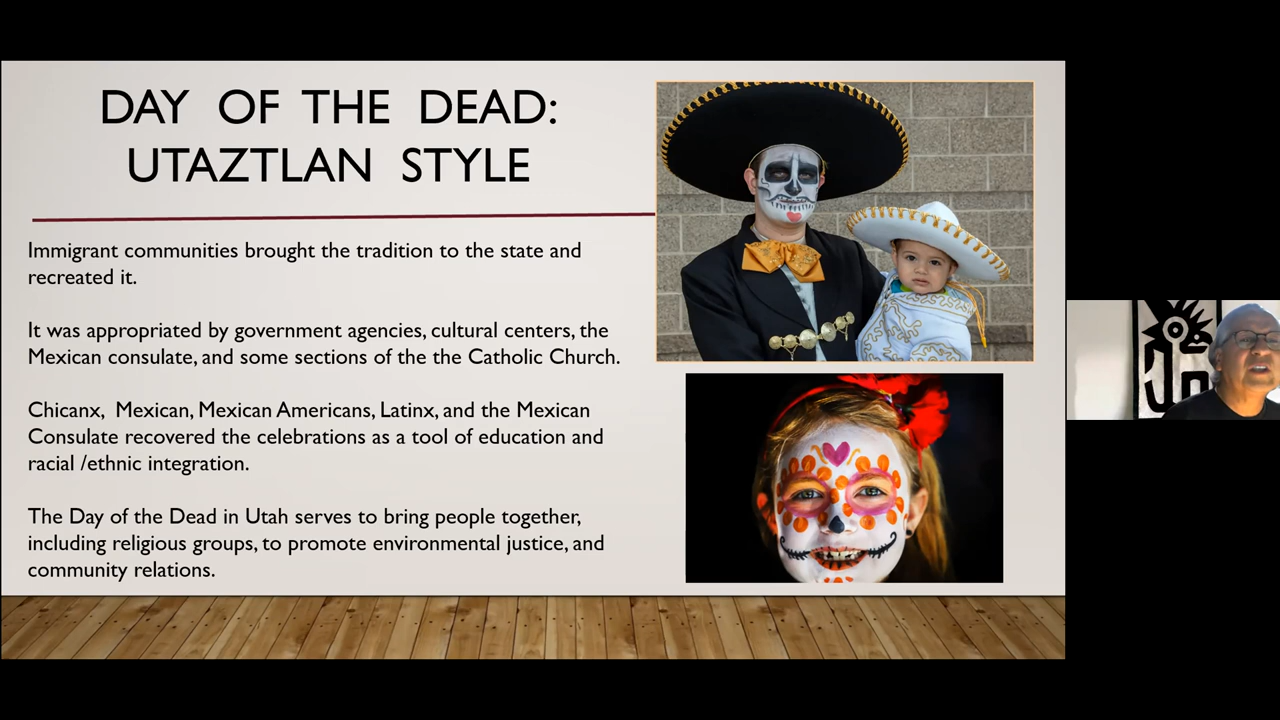 DAY OF THE DEAD:
UTAZTLAN STYLE
Immigrant communities brought the tradition to the state and
recreated it.
It was appropriated by government agencies, cultural centers, the
Mexican consulate, and some sections of the the Catholic Church.
Chicanx, Mexican, Mexican Americans, Latinx, and the Mexican
Consulate recovered the celebrations as a tool of education and
racial /ethnic integration.
The Day of the Dead in Utah serves to bring people together,
including religious groups, to promote environmental justice, and
community relations.